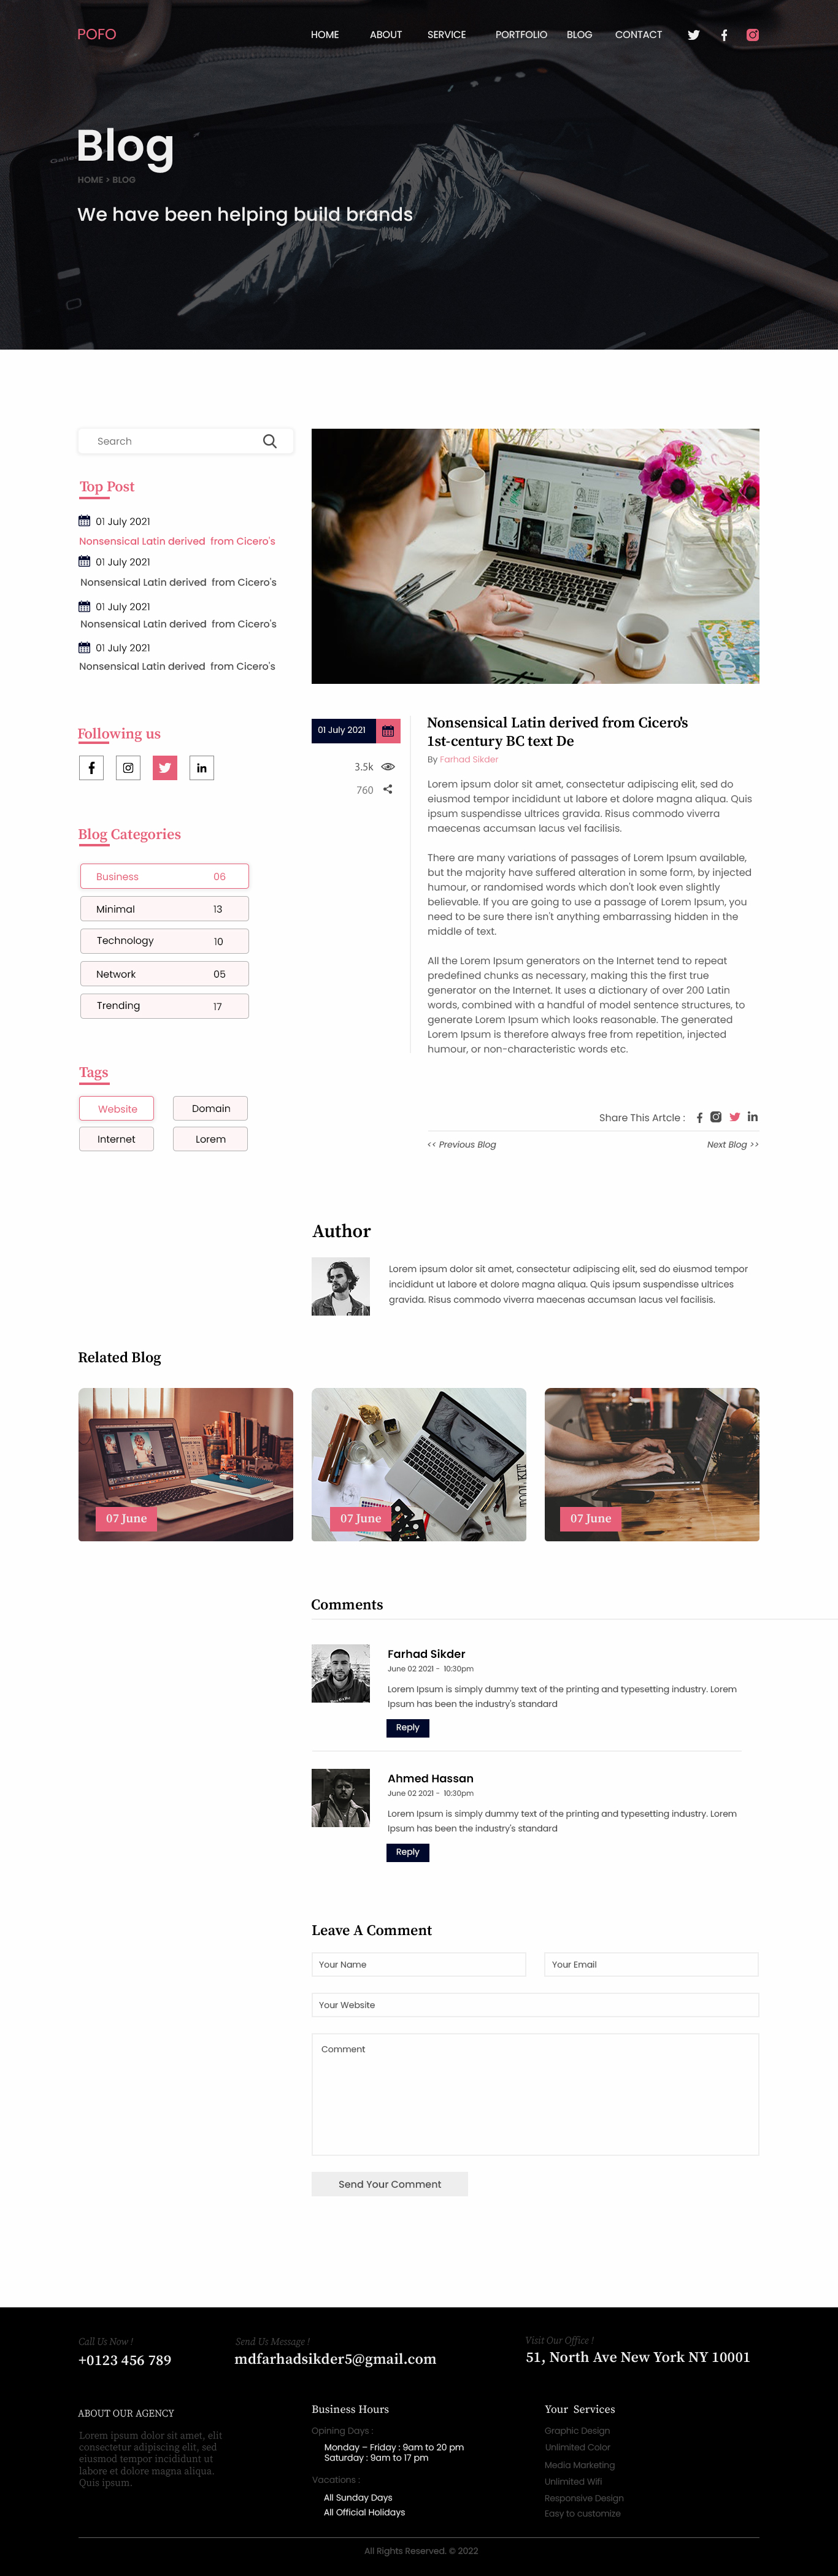 POFO
HOME ABOUT SERVICE PORTFOLIO BLOG CONTACT
Blog
HOME > BLOG
We have been helping build brands
Search
Top Post
01 July 2021
Nonsensical Latin derived from Cicero's
01 July 2021
Nonsensical Latin derived from Cicero's
01 July 2021
Nonsensical Latin derived from Cicero's
01 July 2021
Nonsensical Latin derived from Cicero's
Following us
Blog Categories
Business 06
Minimal 13
Technology 10
Network 05
Trending 17
Tags
Website Domain
Internet Lorem
01 July 2021
3.5k
760
Nonsensical Latin derived from Cicero's
1st-century BC text De
By Farhad Sikder
Lorem ipsum dolor sit amet, consectetur adipiscing elit, sed do
eiusmod tempor incididunt ut labore et dolore magna aliqua. Quis
ipsum suspendisse ultrices gravida. Risus commodo viverra
maecenas accumsan lacus vel facilisis.
There are many variations of passages of Lorem Ipsum available,
but the majority have suffered alteration in some form, by injected
humour, or randomised words which don't look even slightly
believable. If you are going to use a passage of Lorem Ipsum, you
need to be sure there isn't anything embarrassing hidden in the
middle of text.
All the Lorem Ipsum generators on the Internet tend to repeat
predefined chunks as necessary, making this the first true
generator on the Internet. It uses a dictionary of over 200 Latin
words, combined with a handful of model sentence structures, to
generate Lorem Ipsum which looks reasonable. The generated
Lorem Ipsum is therefore always free from repetition, injected
humour, or non-characteristic words etc.
Share This Artcle :
<< Previous Blog Next Blog >>
Author
Lorem ipsum dolor sit amet, consectetur adipiscing elit, sed do eiusmod tempor
incididunt ut labore et dolore magna aliqua. Quis ipsum suspendisse ultrices
gravida. Risus commodo viverra maecenas accumsan lacus vel facilisis.
Related Blog
07 June
07 June
TOOL KIT
07 June
Comments
Farhad Sikder
June 02 2021 - 10:30pm
Lorem Ipsum is simply dummy text of the printing and typesetting industry. Lorem
Ipsum has been the industry's standard
Reply
Ahmed Hassan
June 02 2021 - 10:30pm
Lorem Ipsum is simply dummy text of the printing and typesetting industry. Lorem
Ipsum has been the industry's standard
Reply
Leave A Comment
Your Name Your Email
Your Website
Comment
Send Your Comment
Call Us Now !
+0123 456 789
Send Us Message !
mdfarhadsikder5@gmail.com
Visit Our Office !
51, North Ave New York NY 10001
ABOUT OUR AGENCY
Lorem ipsum dolor sit amet, elit
consectetur adipiscing elit, sed
eiusmod tempor incididunt ut
labore et dolore magna aliqua.
Quis ipsum.
Business Hours
Opining Days :
Monday – Friday : 9am to 20 pm
Saturday : 9am to 17 pm
Vacations :
All Sunday Days
All Official Holidays
Your Services
Graphic Design
Unlimited Color
Media Marketing
Unlimited Wifi
Responsive Design
Easy to customize
All Rights Reserved. © 2022